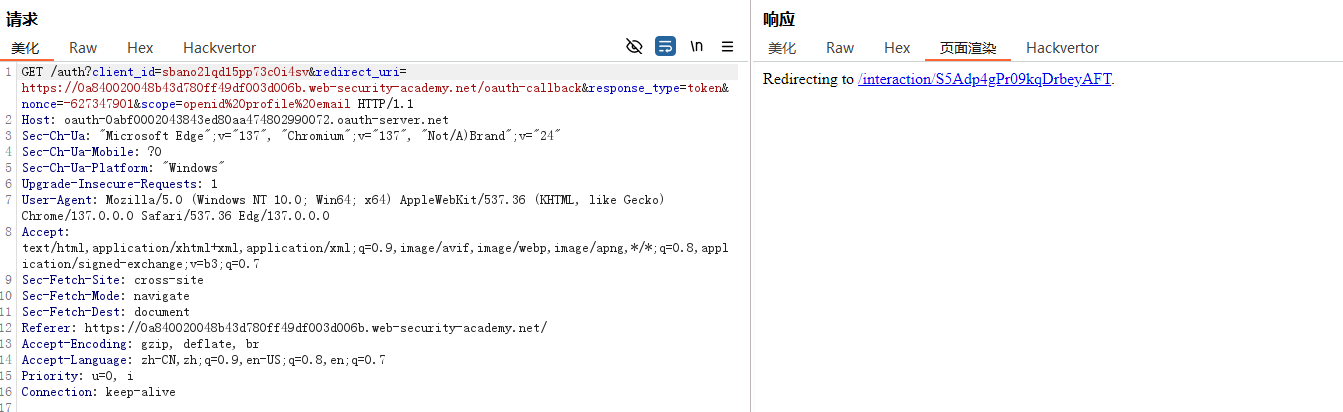 请求
美化 Raw Hex Hackvertor
\n
1 GET /auth?client_id=sbano2lqd15pp73c0i4sv&redirect_uri=
https://0a840020048b43d780ff49df003d006b.web-security-academy.net/oauth-callback&response_type=token&
nonce=-627347901&scope=openid%20profile%20email HTTP/1.1
2 Host: oauth-0abf0002043843ed80aa474802990072.oauth-server.net
3 Sec-Ch-Ua: "Microsoft Edge";v="137", "Chromium";v="137", "Not/A)Brand";v="24"
4 Sec-Ch-Ua-Mobile: ?0
5 Sec-Ch-Ua-Platform: "Windows"
6 Upgrade-Insecure-Requests: 1
7 User-Agent: Mozilla/5.0 (Windows NT 10.0; Win64; x64) AppleWebKit/537.36 (KHTML, like Gecko)
Chrome/137.0.0.0 Safari/537.36 Edg/137.0.0.0
8 Accept:
text/html,application/xhtml+xml,application/xml;q=0.9,image/avif,image/webp,image/apng,*/*;q=0.8,appl
ication/signed-exchange;v=b3;q=0.7
9 Sec-Fetch-Site: cross-site
10 Sec-Fetch-Mode: navigate
11 Sec-Fetch-Dest: document
12 Referer: https://0a840020048b43d780ff49df003d006b.web-security-academy.net/
13 Accept-Encoding: gzip, deflate, br
14 Accept-Language: zh-CN,zh;q=0.9,en-US;q=0.8,en;q=0.7
15 Priority: u=0, i
16 Connection: keep-alive
17
响应
美化 Raw Hex 页面渲染 Hackvertor
Redirecting to /interaction/S5Adp4gPr09kqDrbeyAFT.